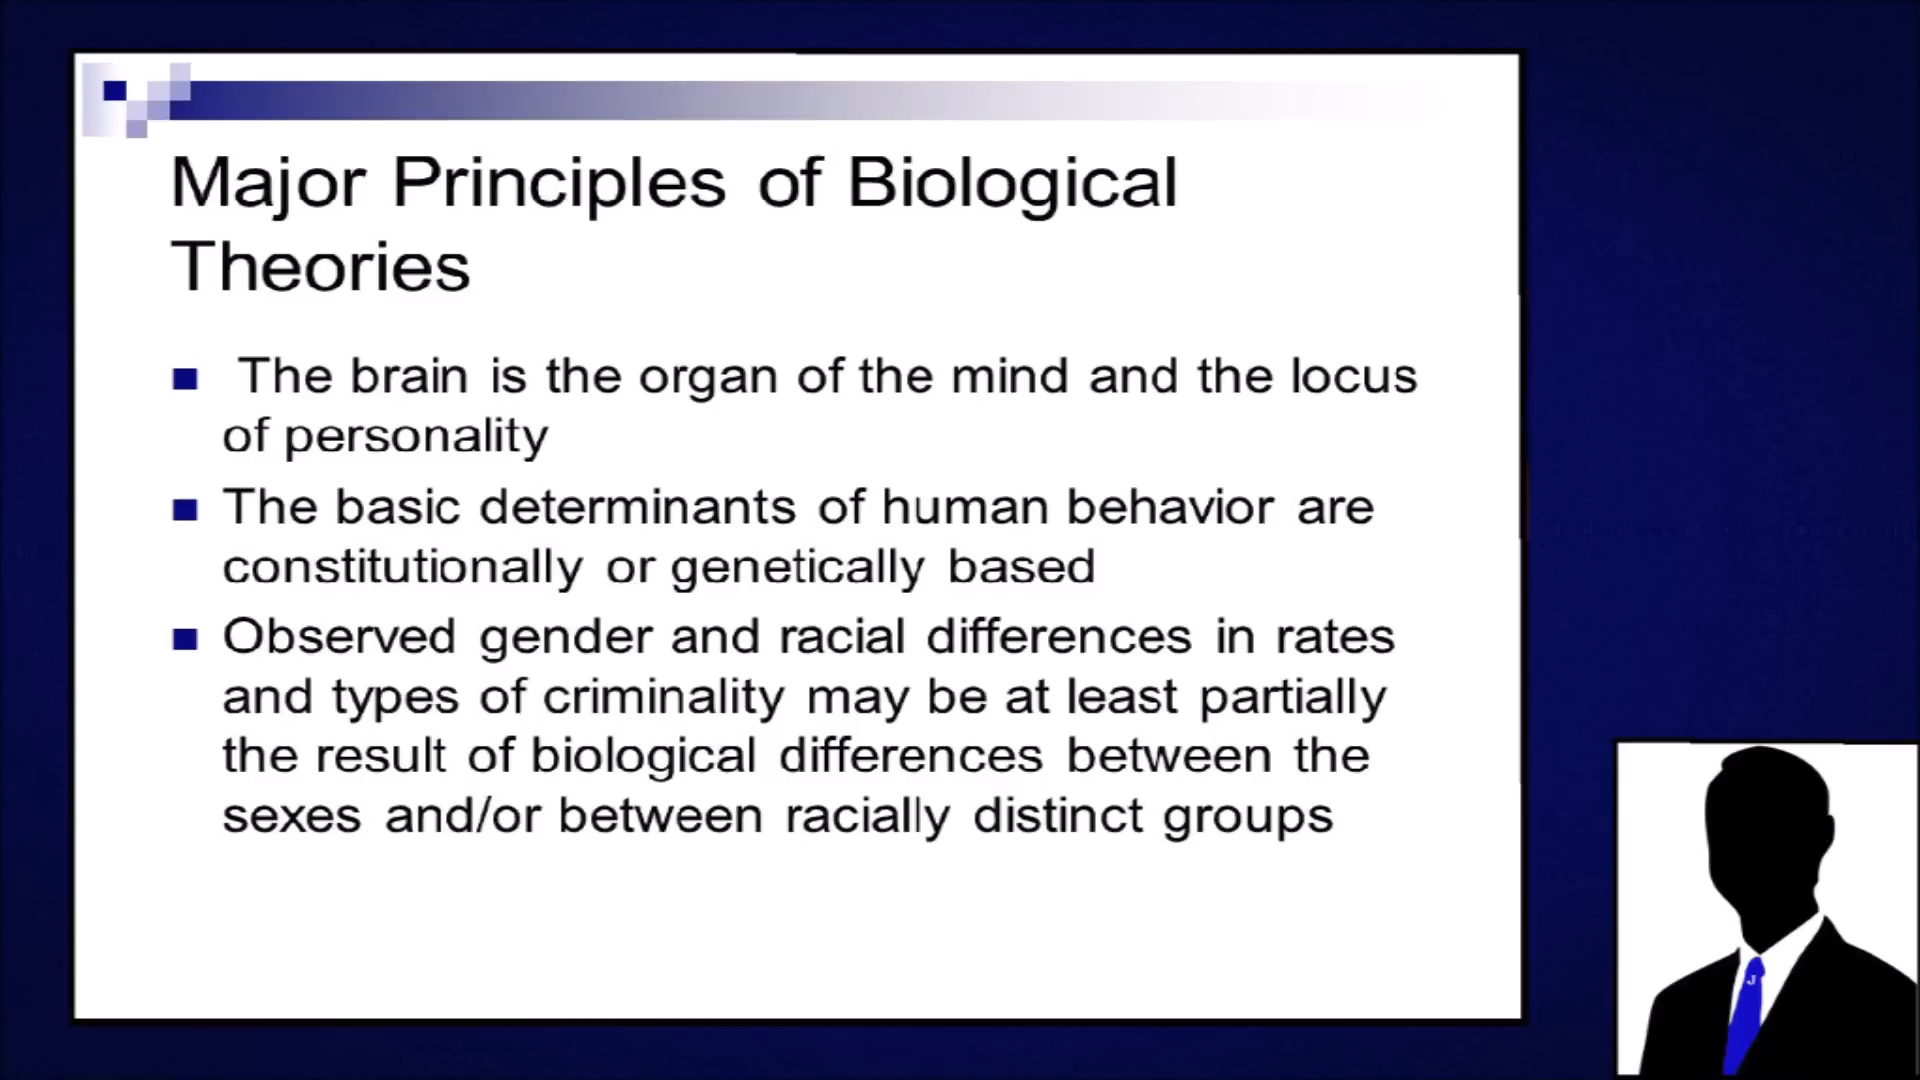 Major Principles of Biological
Theories
The brain is the organ of the mind and the locus
of personality
The basic determinants of human behavior are
constitutionally or genetically based
Observed gender and racial differences in rates
and types of criminality may be at least partially
the result of biological differences between the
sexes and/or between racially distinct groups
J